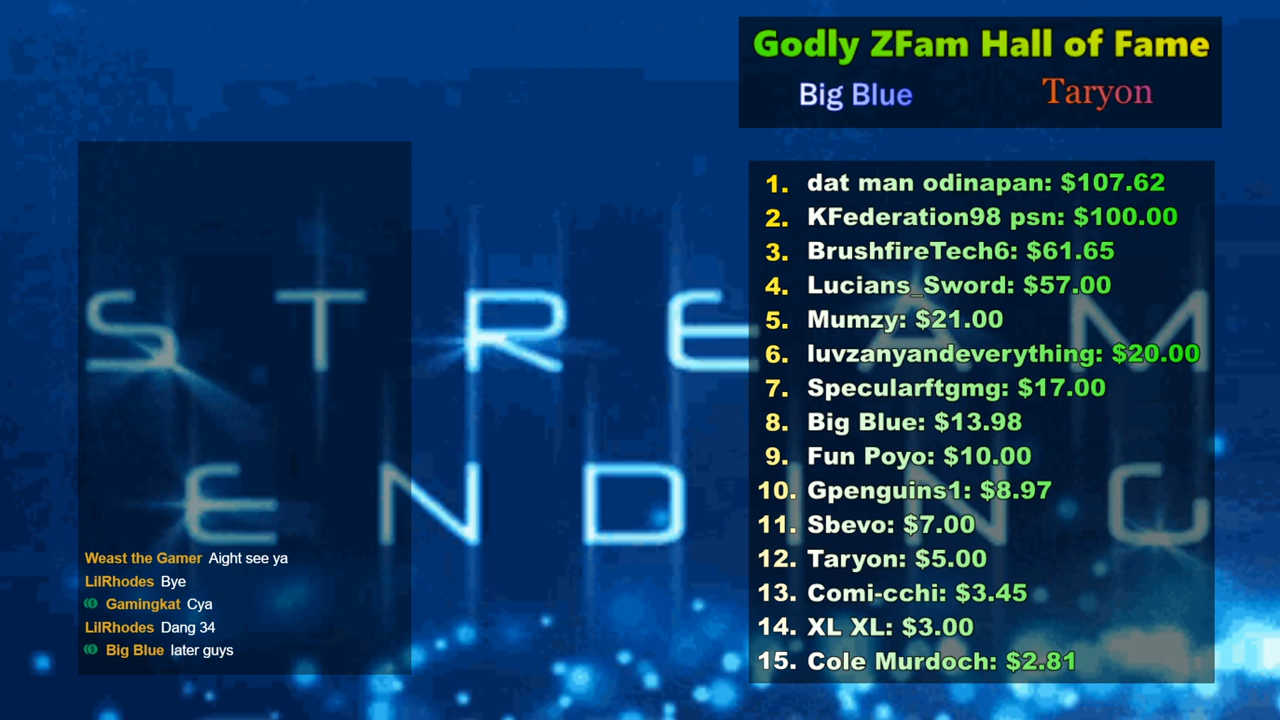 Godly ZFam Hall of Fame
Big Blue Taryon
STREAM
ENDING
1. dat man odinapan: $107.62
2. KFederation98 psn: $100.00
3. BrushfireTech6: $61.65
4. Lucians_Sword: $57.00
5. Mumzy: $21.00
6. luvzanyandeverything: $20.00
7. Specularftgmg: $17.00
8. Big Blue: $13.98
9. Fun Poyo: $10.00
10. Gpenguins1: $8.97
11. Sbevo: $7.00
12. Taryon: $5.00
13. Comi-cchi: $3.45
14. XL XL: $3.00
15. Cole Murdoch: $2.81
Weast the Gamer Aight see ya
LilRhodes Bye
Gamingkat Cya
LilRhodes Dang 34
Big Blue later guys